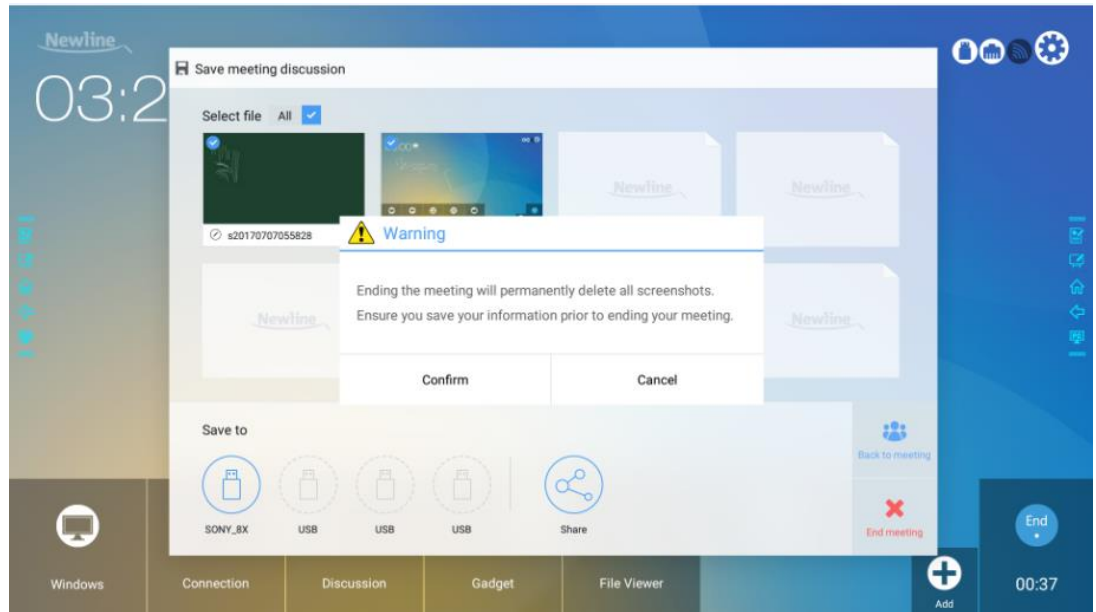 Newline
03:2
Save meeting discussion
Select file All
s20170707055828
Newline
Newline
Newline
Newline
Warning
Ending the meeting will permanently delete all screenshots.
Ensure you save your information prior to ending your meeting.
Confirm
Cancel
Save to
SONY_8X
USB
USB
USB
Share
Back to meeting
End meeting
Windows
Connection
Discussion
Gadget
File Viewer
Add
End
00:37